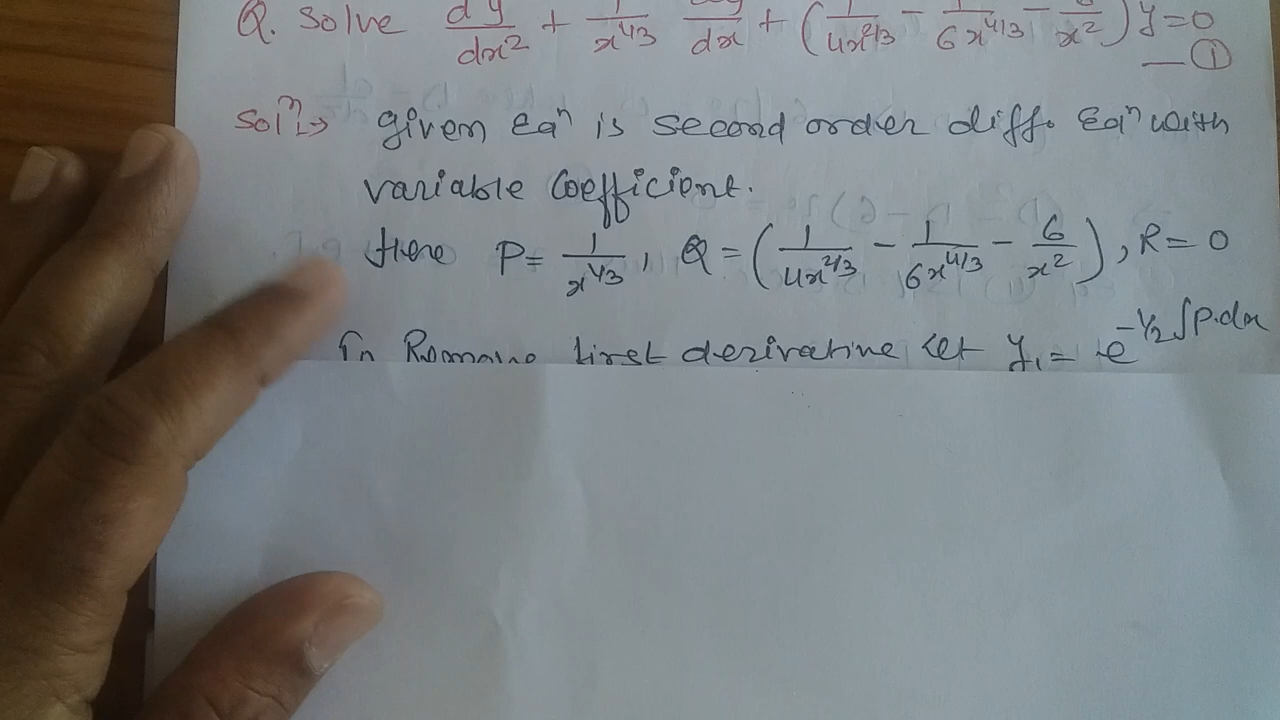 Q. Solve d²y/dx² + 1/x^1/3 dy/dx + (1/4x^2/3 - 1/6x^4/3 - 6/x²) y = 0
— ①
Solⁿ → given Eqⁿ is second order diff. Eqⁿ with
variable Coefficient.
Here P = 1/x^1/3, Q = (1/4x^2/3 - 1/6x^4/3 - 6/x²), R = 0
first derivative Let y₁ = e^-1/2∫P.dx